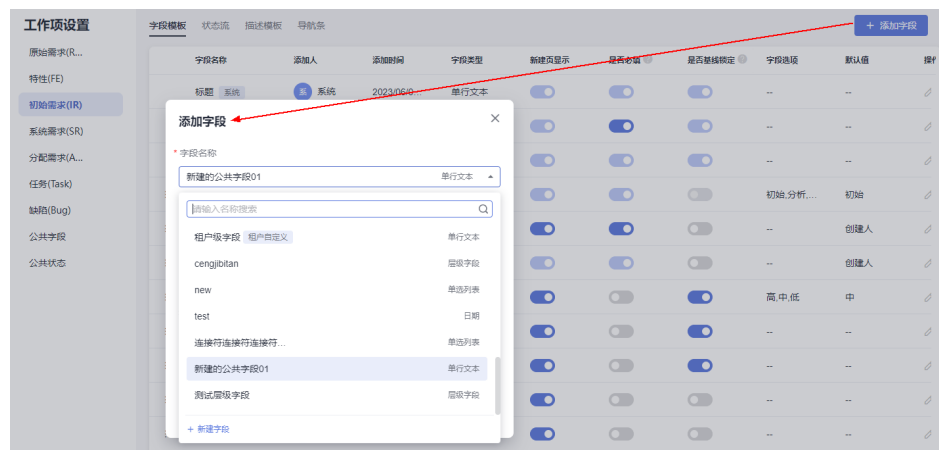 工作项设置
字段模板 状态流 描述模板 导航条
+ 添加字段
原始需求(R...
特性(FE)
初始需求(IR)
系统需求(SR)
分配需求(A...
任务(Task)
缺陷(Bug)
公共字段
公共状态
字段名称 添加人 添加时间 字段类型 新建页显示 是否必填 是否基线锁定 字段选项 默认值 操作
标题 系统 系 系统 2023/06/0... 单行文本 -- --
-- --
-- --
初始,分析,... 初始
-- 创建人
-- 创建人
高,中,低 中
-- --
-- --
-- --
-- --
添加字段
* 字段名称
新建的公共字段01 单行文本
请输入名称搜索
租户级字段 租户自定义 单行文本
cengjibitan 层级字段
new 单选列表
test 日期
连接符连接符连接符... 单选列表
新建的公共字段01 单行文本
测试层级字段 层级字段
+ 新建字段